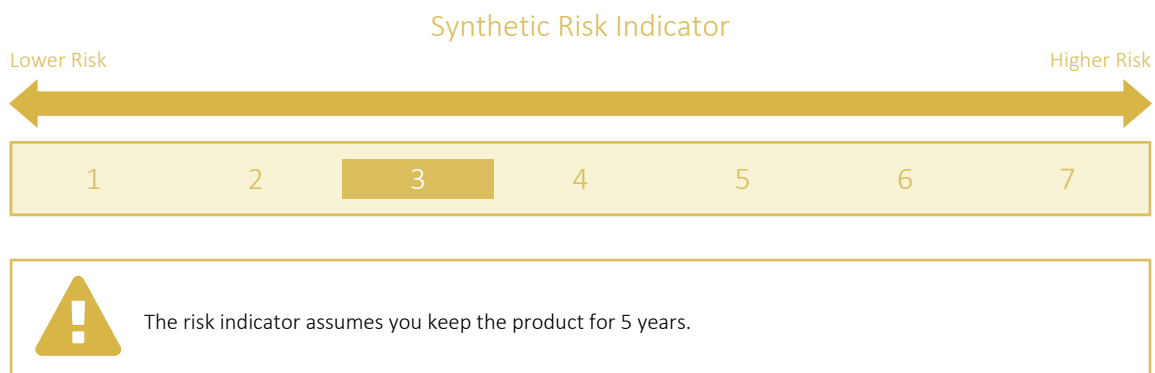 Synthetic Risk Indicator
Lower Risk Higher Risk
1 2 3 4 5 6 7
The risk indicator assumes you keep the product for 5 years.